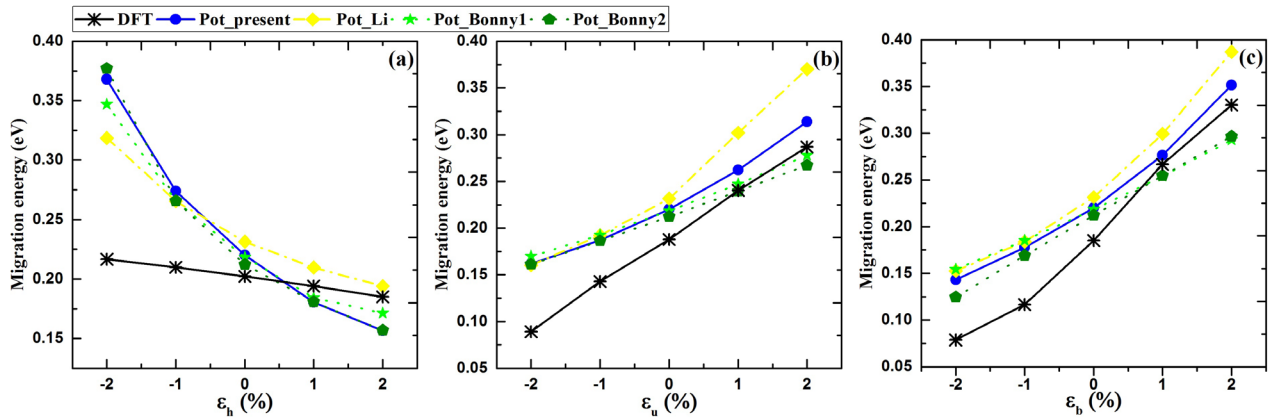 DFT Pot_present Pot_Li Pot_Bonny1 Pot_Bonny2
(a)
Migration energy (eV)
0.40
0.35
0.30
0.25
0.20
0.15
-2 -1 0 1 2
ε_h (%)
(b)
Migration energy (eV)
0.40
0.35
0.30
0.25
0.20
0.15
0.10
0.05
-2 -1 0 1 2
ε_u (%)
(c)
Migration energy (eV)
0.40
0.35
0.30
0.25
0.20
0.15
0.10
0.05
-2 -1 0 1 2
ε_b (%)